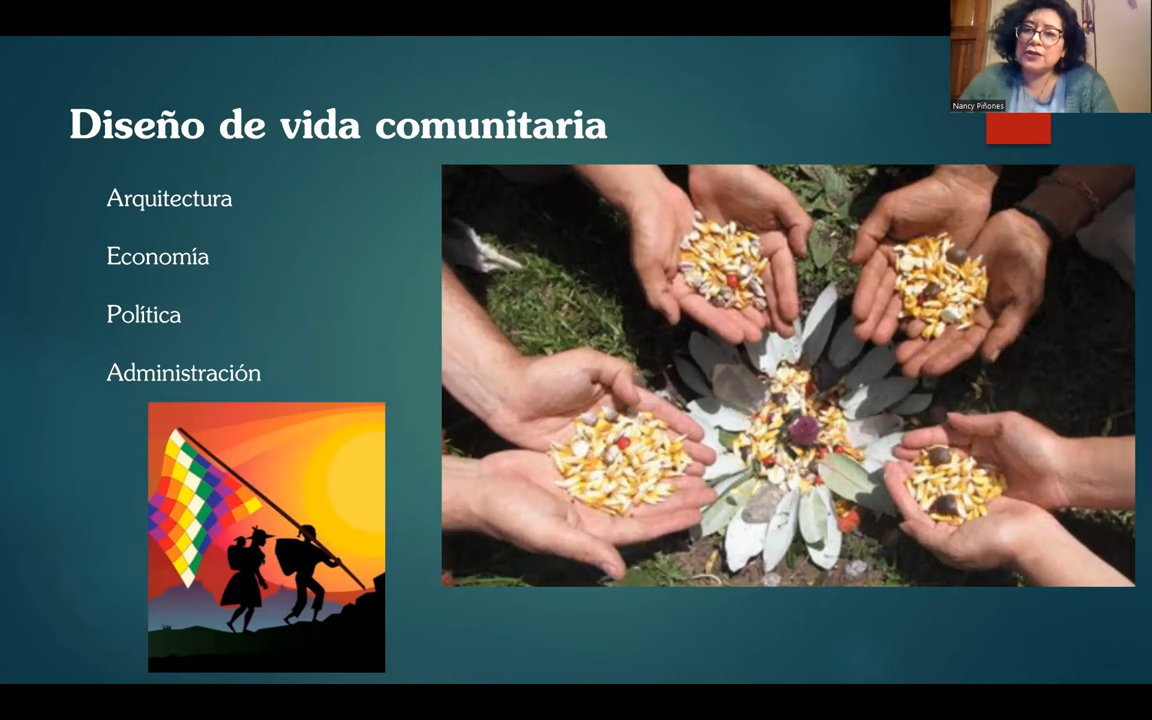 Nancy Piñones
Diseño de vida comunitaria
Arquitectura
Economía
Política
Administración